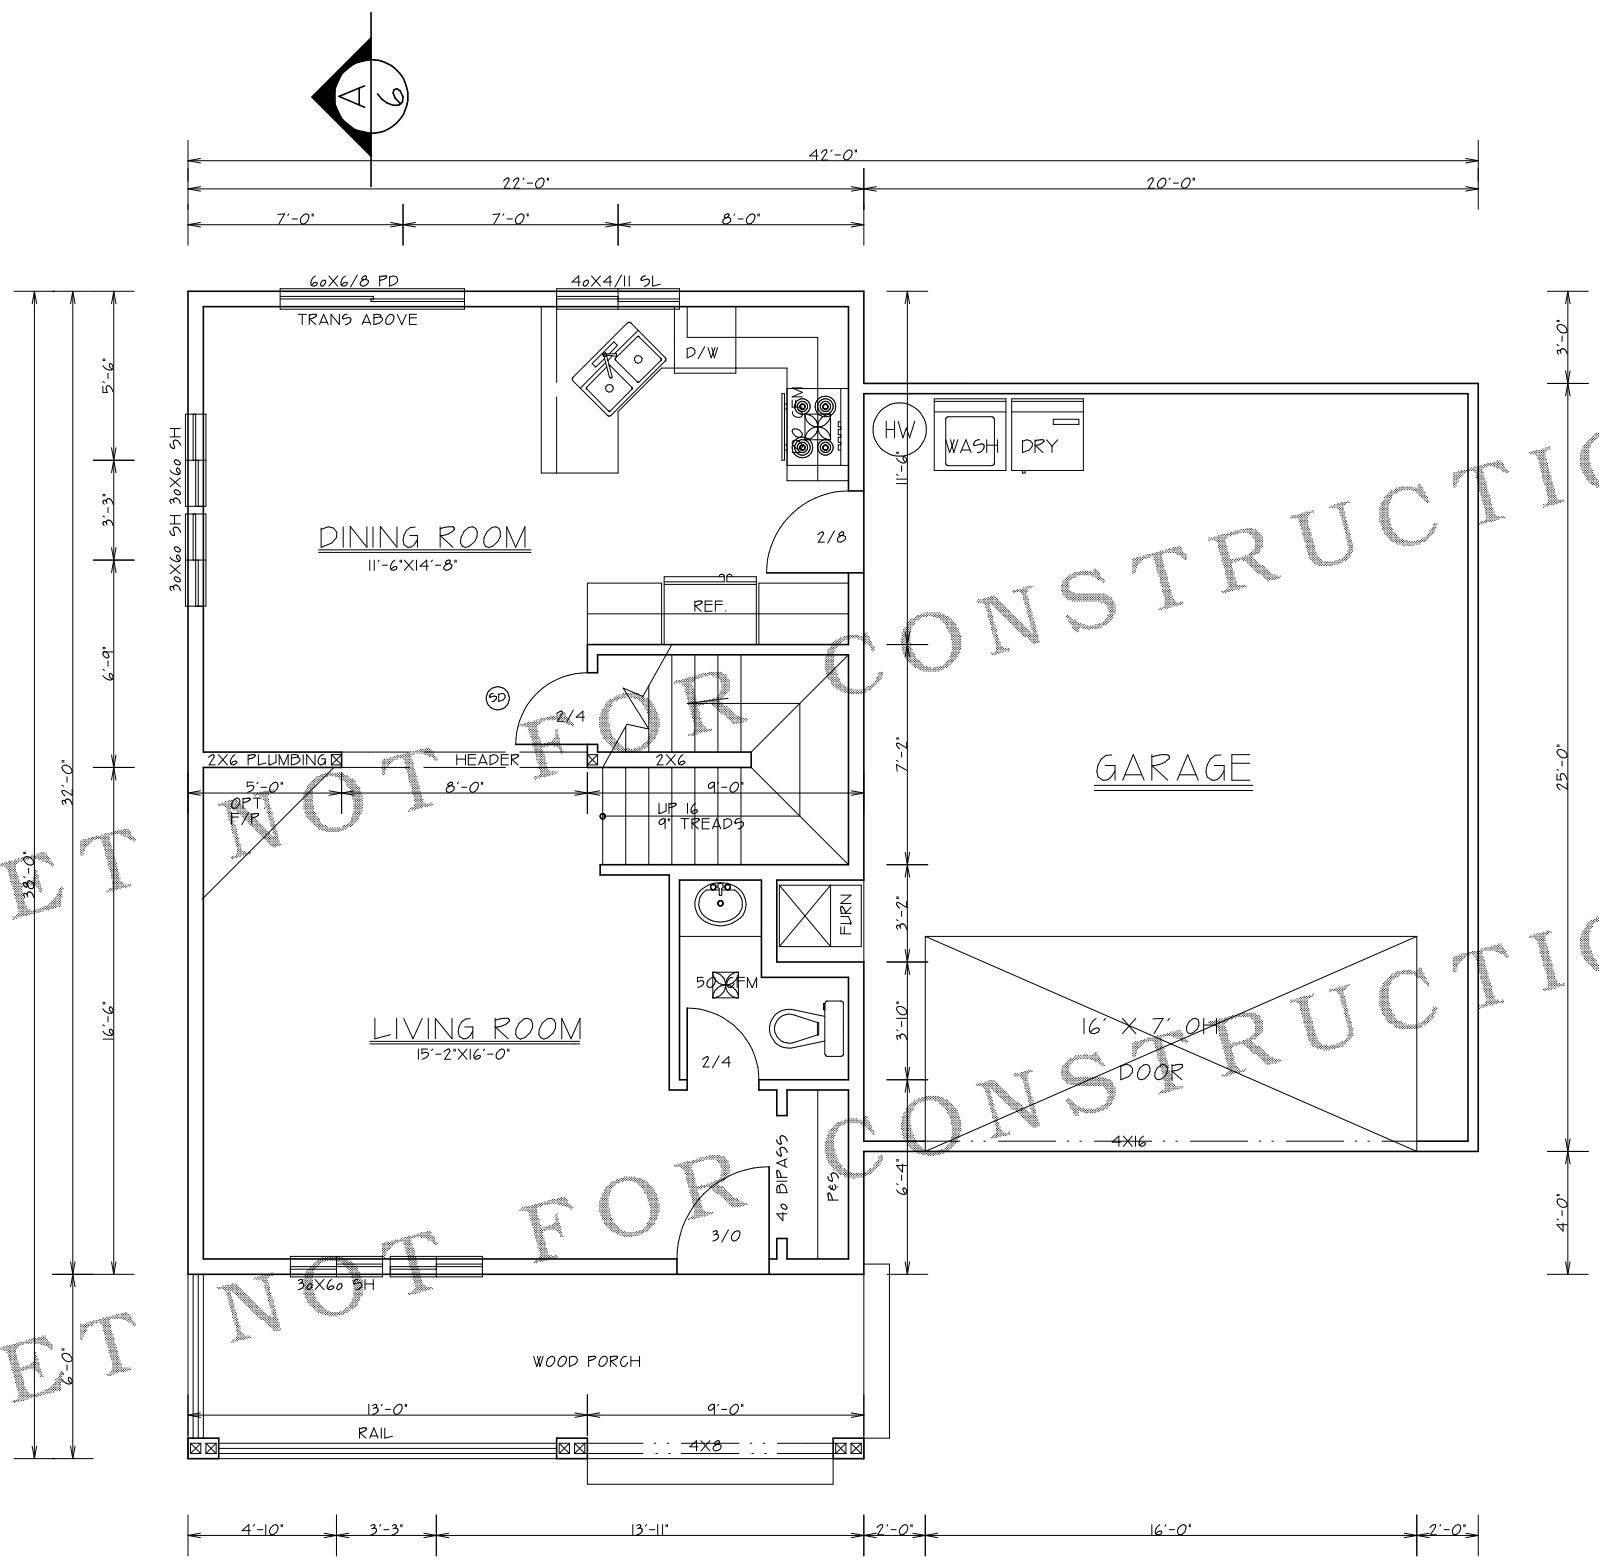 A
6
42'-0"
22'-0"
20'-0"
7'-0"
7'-0"
8'-0"
60X6/8 PD
40X4/11 SL
TRANS ABOVE
D/W
3'-0"
5'-6"
CFM
HW
WASH
DRY
11'-6"
30X60 SH
30X60 SH
3'-3"
DINING ROOM
11'-6"X14'-8"
2/8
REF.
6'-9"
SD
2/4
2X6 PLUMBING
HEADER
2X6
7'-2"
GARAGE
25'-0"
32'-0"
5'-0"
8'-0"
9'-0"
OPT
F/P
UP 16
9" TREADS
38'-0"
FURN
3'-2"
50 CFM
16'-6"
LIVING ROOM
15'-2"X16'-0"
3'-10"
16' X 7' OH
DOOR
2/4
4X16
40 BIPASS
P&S
6'-4"
4'-0"
3/0
30X60 SH
WOOD PORCH
6'-0"
13'-0"
9'-0"
RAIL
4X8
4'-10"
3'-3"
13'-11"
2'-0"
16'-0"
2'-0"
ET NOT FOR CONSTRUCTIO
ET NOT FOR CONSTRUCTIO